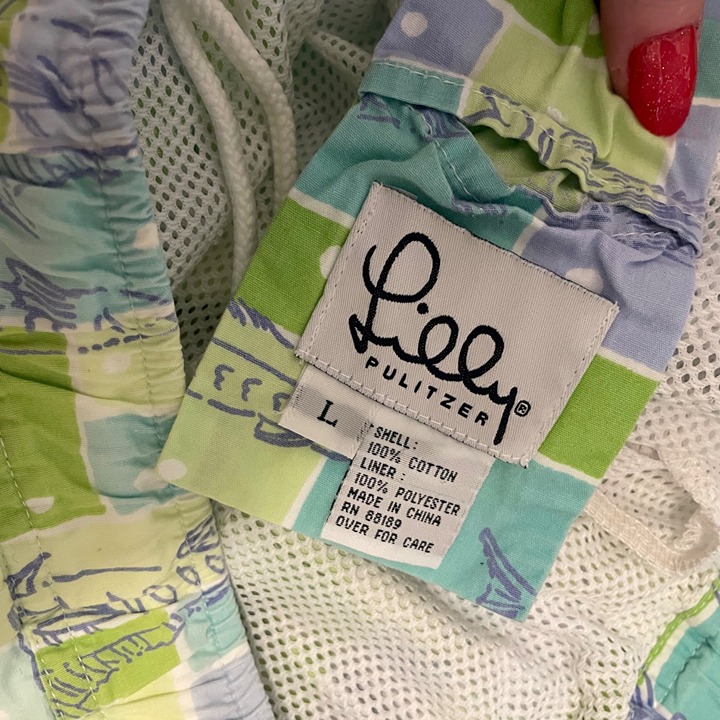 Lilly
PULITZER®
L
SHELL:
100% COTTON
LINER:
100% POLYESTER
MADE IN CHINA
RN 88189
OVER FOR CARE